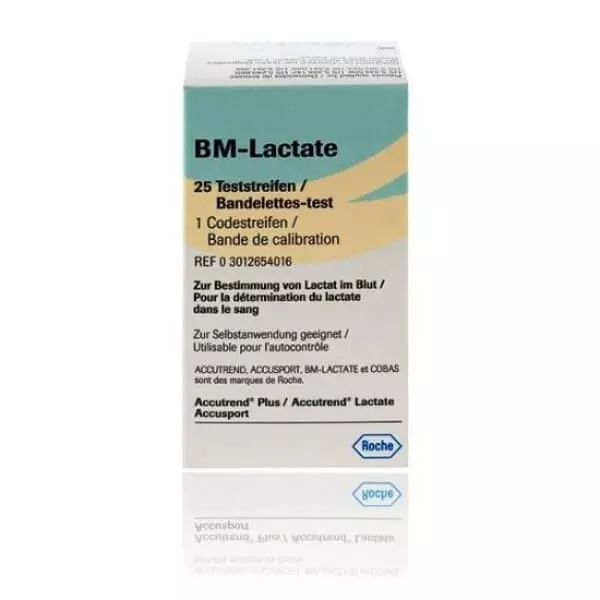 BM-Lactate
25 Teststreifen /
Bandelettes-test
1 Codestreifen /
Bande de calibration
REF 0 3012654016
Zur Bestimmung von Lactat im Blut /
Pour la détermination du lactate
dans le sang
Zur Selbstanwendung geeignet /
Utilisable pour l'autocontrôle
ACCUTREND, ACCUSPORT, BM-LACTATE et COBAS
sont des marques de Roche.
Accutrend® Plus / Accutrend® Lactate
Accusport
Roche